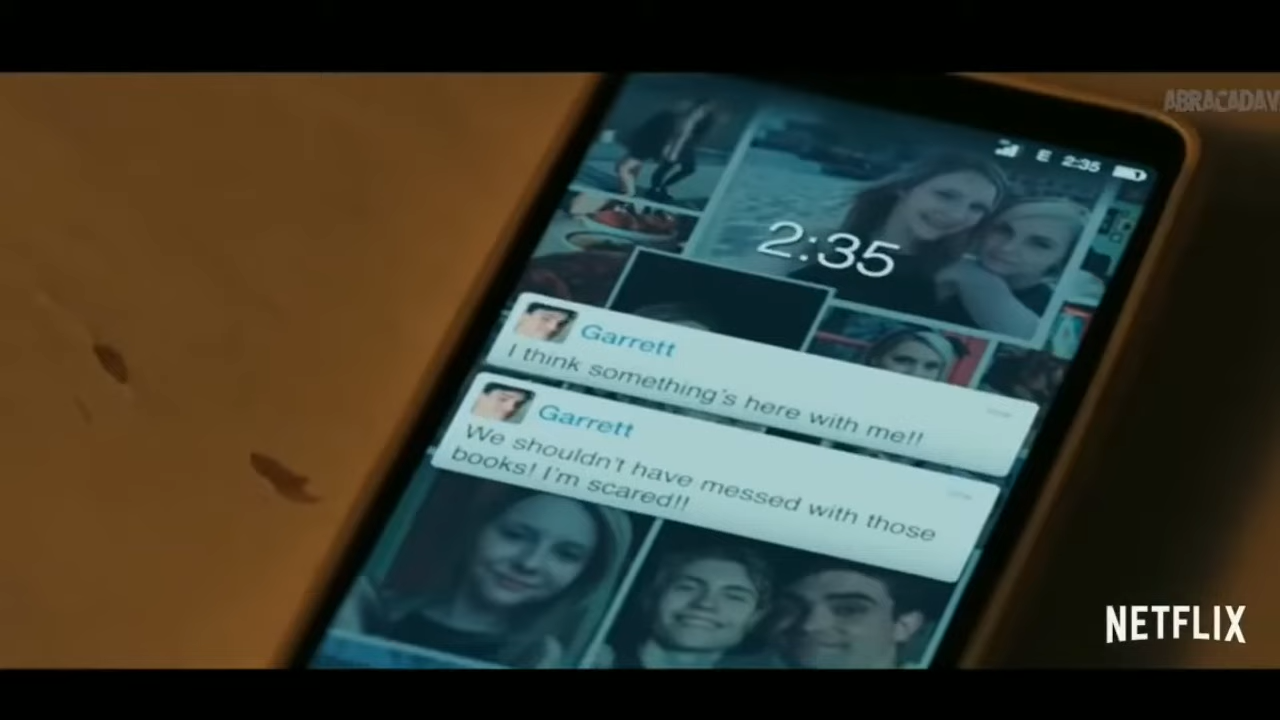 ABRACADAV
E 2:35
2:35
Garrett
I think something's here with me!!
Garrett
We shouldn't have messed with those
books! I'm scared!!
NETFLIX